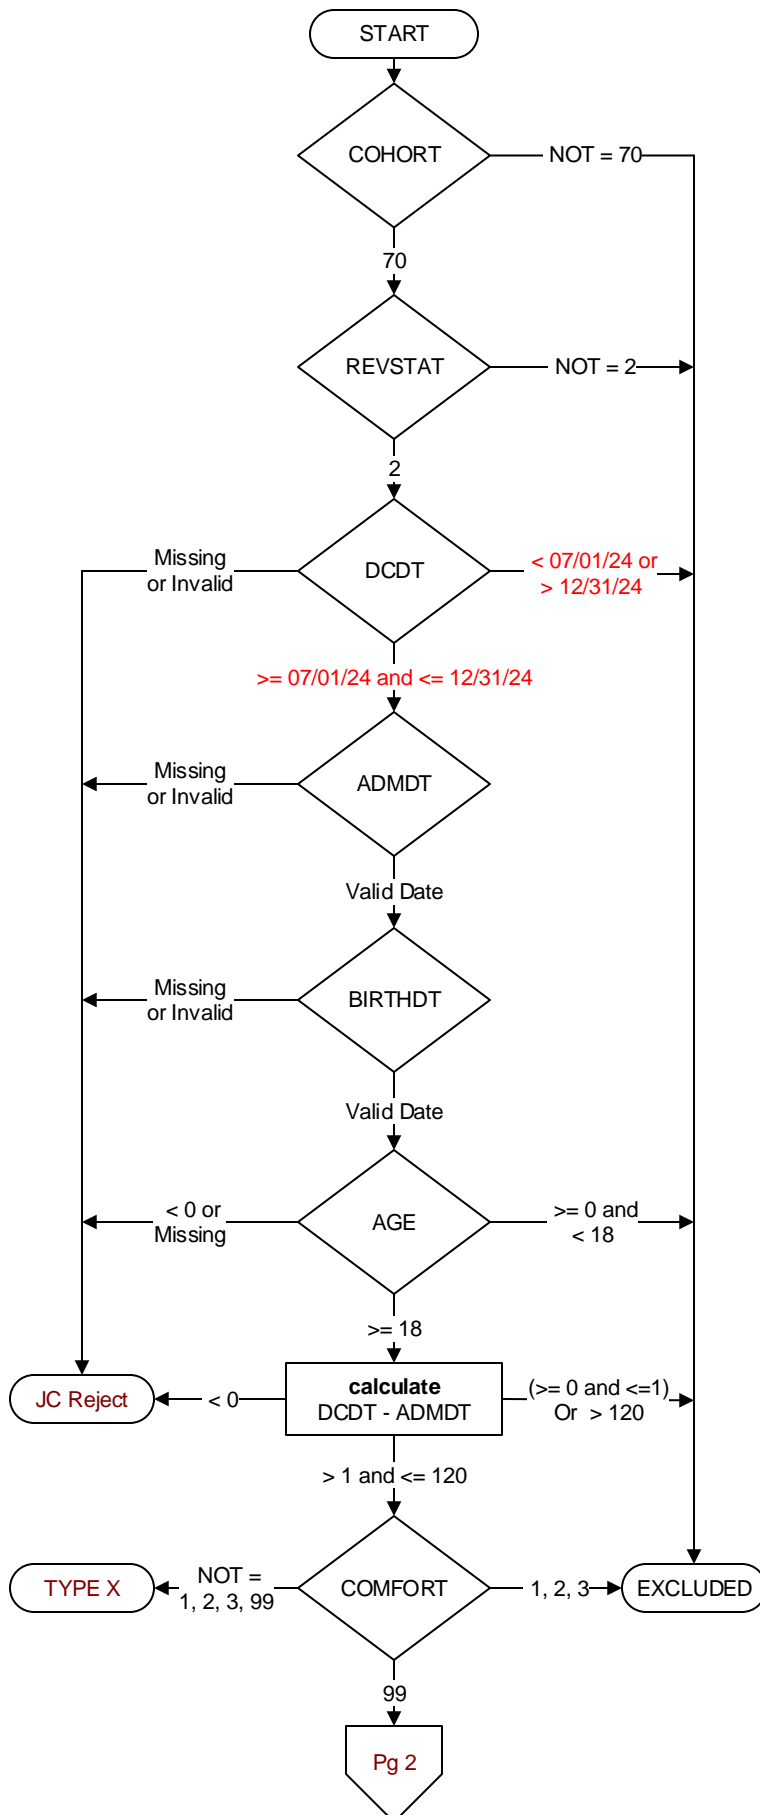 START
COHORT
NOT = 70
70
REVSTAT
NOT = 2
2
Missing
or Invalid
DCDT
< 07/01/24 or
> 12/31/24
>= 07/01/24 and <= 12/31/24
Missing
or Invalid
ADMDT
Valid Date
Missing
or Invalid
BIRTHDT
Valid Date
< 0 or
Missing
AGE
>= 0 and
< 18
>= 18
JC Reject
< 0
calculate
DCDT - ADMDT
(>= 0 and <=1)
Or > 120
> 1 and <= 120
TYPE X
NOT =
1, 2, 3, 99
COMFORT
1, 2, 3
EXCLUDED
99
Pg 2